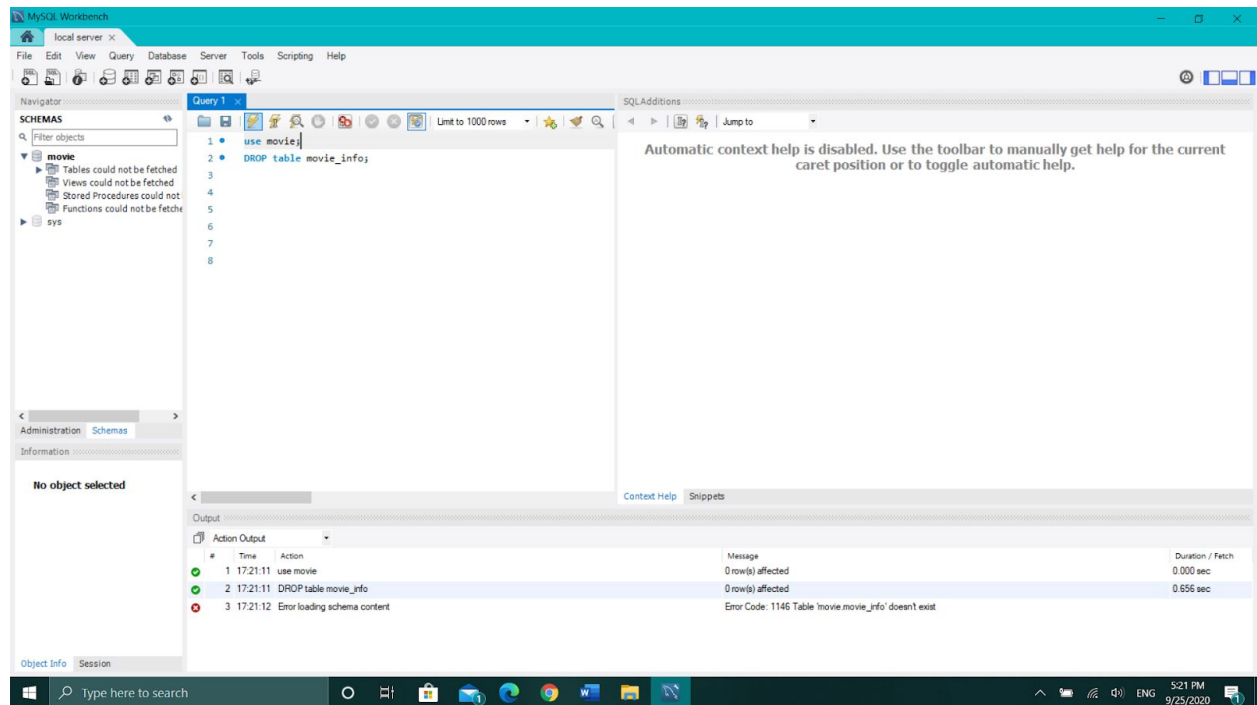 MySQL Workbench
local server
File Edit View Query Database Server Tools Scripting Help
Navigator
SCHEMAS
Filter objects
movie
Tables could not be fetched
Views could not be fetched
Stored Procedures could not
Functions could not be fetche
sys
Administration Schemas
Information
No object selected
Object Info Session
Query 1
Limit to 1000 rows
1 use movie;
2 DROP table movie_info;
3
4
5
6
7
8
SQLAdditions
Jump to
Automatic context help is disabled. Use the toolbar to manually get help for the current
caret position or to toggle automatic help.
Context Help Snippets
Output
Action Output
# Time Action Message Duration / Fetch
1 17:21:11 use movie 0 row(s) affected 0.000 sec
2 17:21:11 DROP table movie_info 0 row(s) affected 0.656 sec
3 17:21:12 Error loading schema content Error Code: 1146 Table 'movie.movie_info' doesn't exist
Type here to search
ENG
5:21 PM
9/25/2020